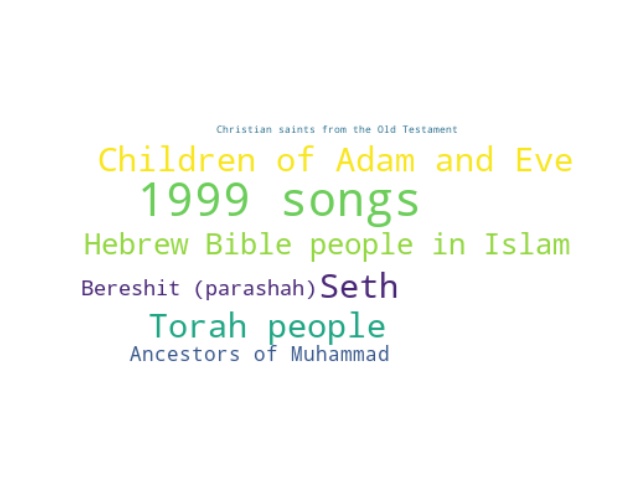 Christian saints from the Old Testament
Children of Adam and Eve
1999 songs
Hebrew Bible people in Islam
Bereshit (parashah) Seth
Torah people
Ancestors of Muhammad